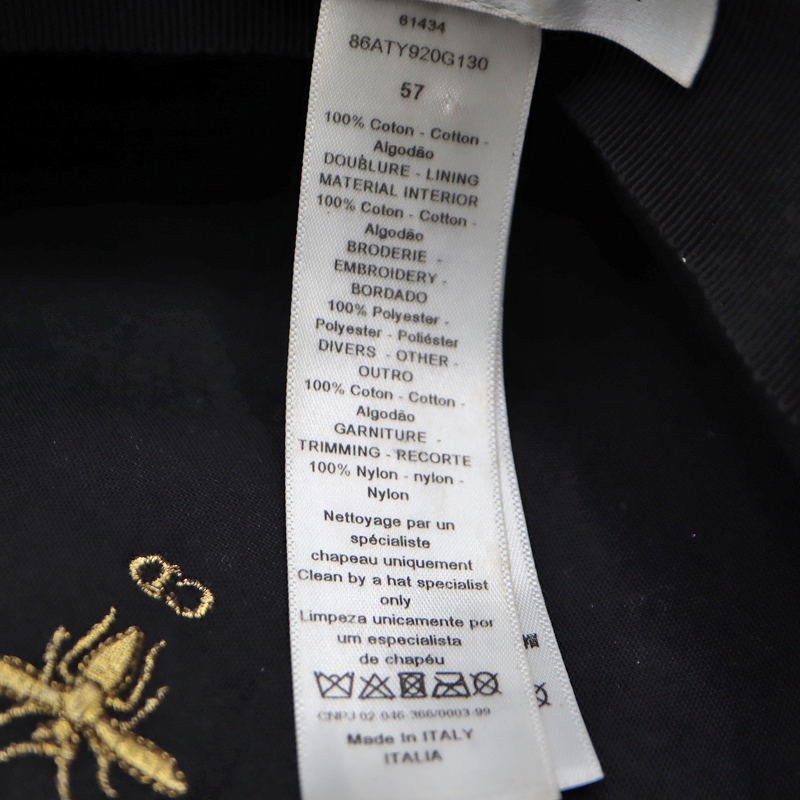 61434
86ATY920G130
57
100% Coton - Cotton -
Algodão
DOUBLURE - LINING
MATERIAL INTERIOR
100% Coton - Cotton -
Algodão
BRODERIE -
EMBROIDERY -
BORDADO
100% Polyester -
Polyester - Poliéster
DIVERS - OTHER -
OUTRO
100% Coton - Cotton -
Algodão
GARNITURE -
TRIMMING - RECORTE
100% Nylon - nylon -
Nylon
Nettoyage par un
spécialiste
chapeau uniquement
Clean by a hat specialist
only
Limpeza unicamente por
um especialista
de chapéu
CNPJ 02-046-366/0003-99
Made In ITALY
ITALIA
CD